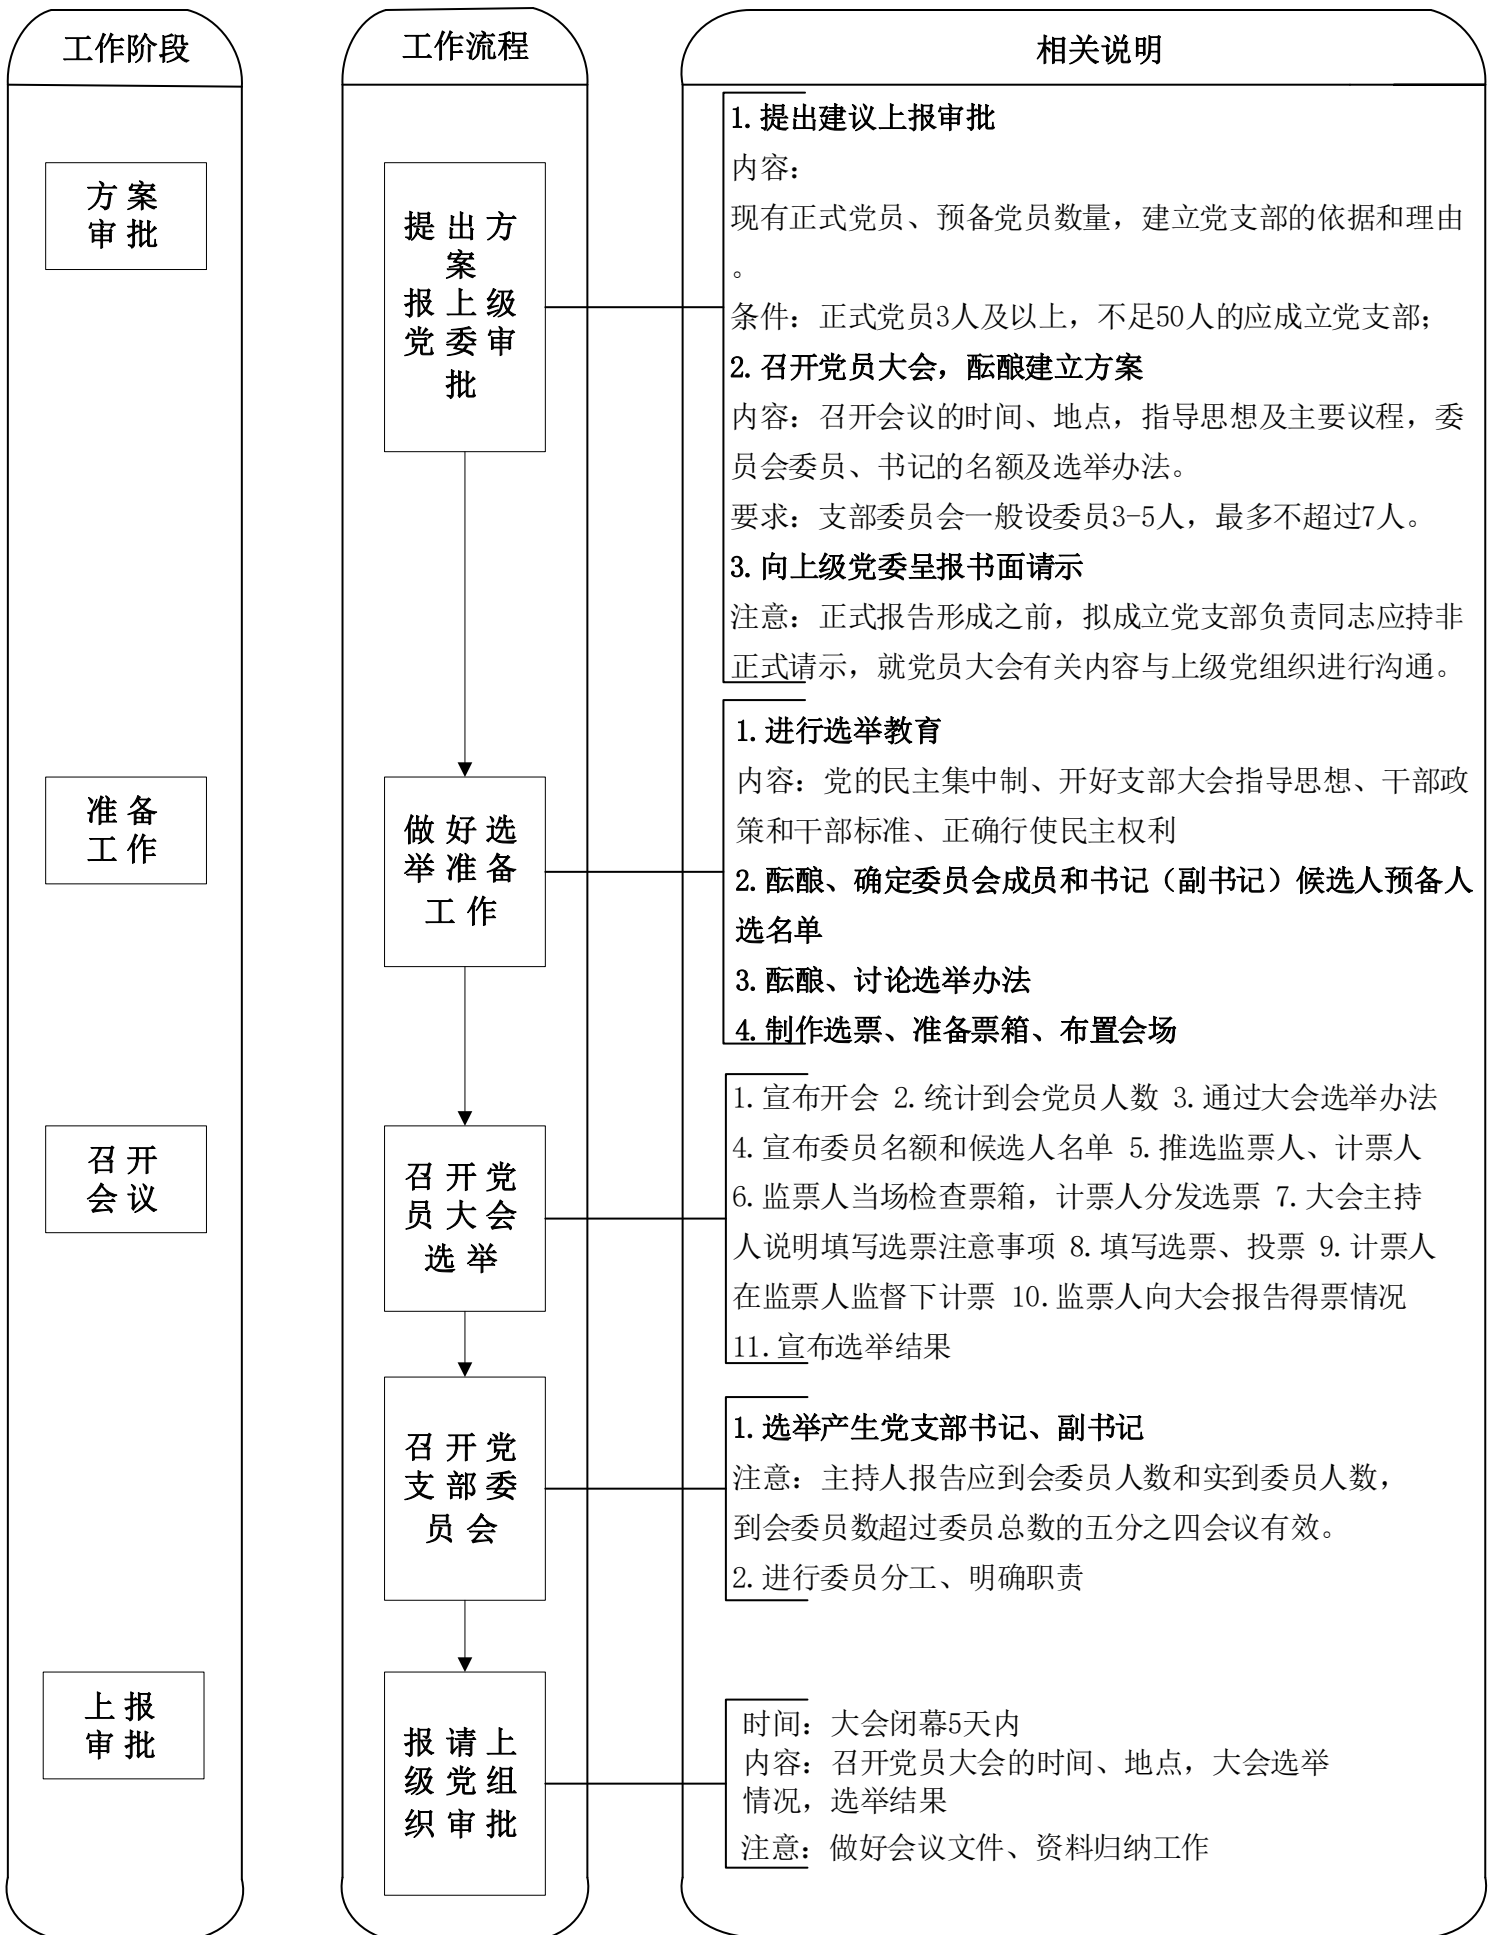 工作阶段
工作流程
相关说明
方案
审批
提出方
案
报上级
党委审
批
1.提出建议上报审批
内容：
现有正式党员、预备党员数量，建立党支部的依据和理由
。
条件：正式党员3人及以上，不足50人的应成立党支部；
2.召开党员大会，酝酿建立方案
内容：召开会议的时间、地点，指导思想及主要议程，委
员会委员、书记的名额及选举办法。
要求：支部委员会一般设委员3-5人，最多不超过7人。
3.向上级党委呈报书面请示
注意：正式报告形成之前，拟成立党支部负责同志应持非
正式请示，就党员大会有关内容与上级党组织进行沟通。
准备
工作
做好选
举准备
工作
1.进行选举教育
内容：党的民主集中制、开好支部大会指导思想、干部政
策和干部标准、正确行使民主权利
2.酝酿、确定委员会成员和书记（副书记）候选人预备人
选名单
3.酝酿、讨论选举办法
4.制作选票、准备票箱、布置会场
召开
会议
召开党
员大会
选举
1.宣布开会 2.统计到会党员人数 3.通过大会选举办法
4.宣布委员名额和候选人名单 5.推选监票人、计票人
6.监票人当场检查票箱，计票人分发选票 7.大会主持
人说明填写选票注意事项 8.填写选票、投票 9.计票人
在监票人监督下计票 10.监票人向大会报告得票情况
11.宣布选举结果
召开党
支部委
员会
1.选举产生党支部书记、副书记
注意：主持人报告应到会委员人数和实到委员人数，
到会委员数超过委员总数的五分之四会议有效。
2.进行委员分工、明确职责
上报
审批
报请上
级党组
织审批
时间：大会闭幕5天内
内容：召开党员大会的时间、地点，大会选举
情况，选举结果
注意：做好会议文件、资料归纳工作